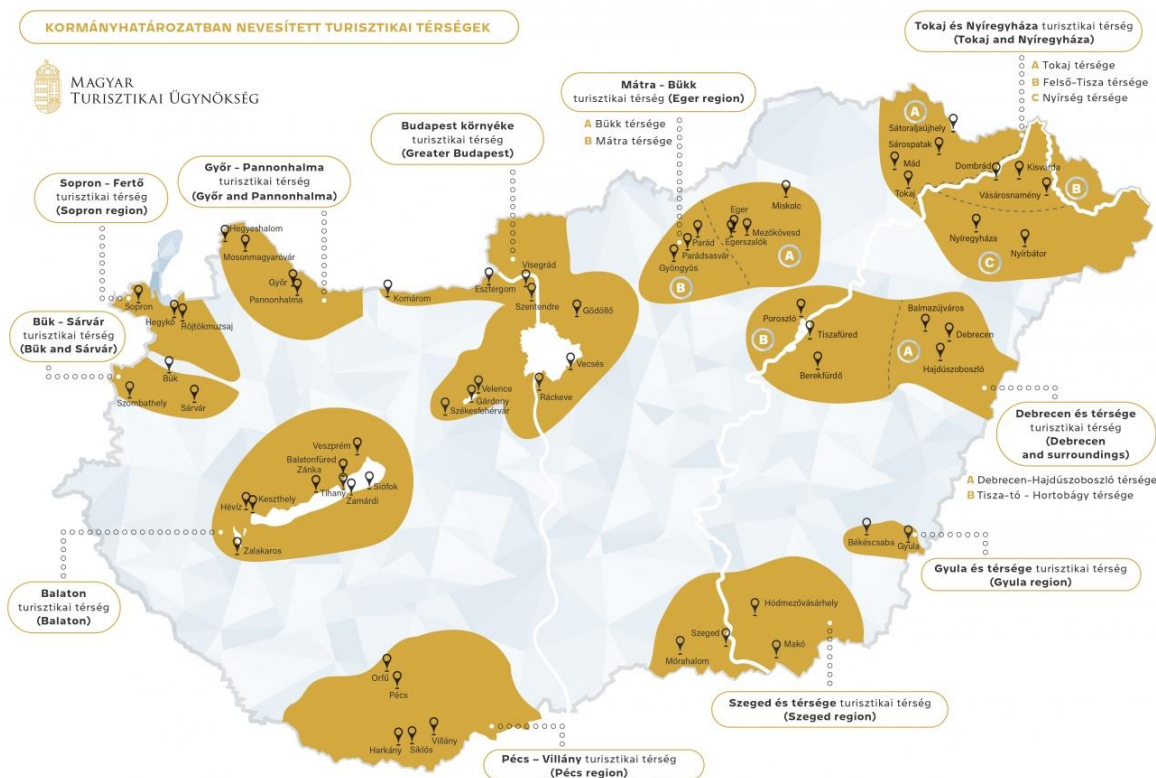 KORMÁNYHATÁROZATBAN NEVESÍTETT TURISZTIKAI TÉRSÉGEK
MAGYAR
TURISZTIKAI ÜGYNÖKSÉG
Tokaj és Nyíregyháza turisztikai térség
(Tokaj and Nyíregyháza)
A Tokaj térsége
B Felső-Tisza térsége
C Nyírség térsége
Mátra - Bükk
turisztikai térség (Eger region)
A Bükk térsége
B Mátra térsége
Budapest környéke
turisztikai térség
(Greater Budapest)
Győr - Pannonhalma
turisztikai térség
(Győr and Pannonhalma)
Sopron - Fertő
turisztikai térség
(Sopron region)
Bük - Sárvár
turisztikai térség
(Bük and Sárvár)
A
Sátoraljaújhely
Sárospatak
Mád
Tokaj
Dombrád
Kisvárda
Vásárosnamény
B
Nyíregyháza
Nyírbátor
C
Miskolc
Eger
Egerszalók
Mezőkövesd
Parád
Parádsasvár
Gyöngyös
A
B
Hegyeshalom
Mosonmagyaróvár
Győr
Pannonhalma
Sopron
Hegykő
Röjtökmuzsaj
Bük
Szombathely
Sárvár
Komárom
Esztergom
Visegrád
Szentendre
Gödöllő
Vecsés
Ráckeve
Velence
Gárdony
Székesfehérvár
Poroszló
Tiszafüred
Berekfürdő
B
Balmazújváros
Debrecen
Hajdúszoboszló
A
Debrecen és térsége
turisztikai térség
(Debrecen
and surroundings)
A Debrecen-Hajdúszoboszló térsége
B Tisza-tó - Hortobágy térsége
Veszprém
Balatonfüred
Zánka
Tihany
Zamárdi
Siófok
Keszthely
Hévíz
Zalakaros
Balaton
turisztikai térség
(Balaton)
Békéscsaba
Gyula
Gyula és térsége turisztikai térség
(Gyula region)
Hódmezővásárhely
Szeged
Mórahalom
Makó
Szeged és térsége turisztikai térség
(Szeged region)
Orfű
Pécs
Harkány
Siklós
Villány
Pécs - Villány turisztikai térség
(Pécs region)